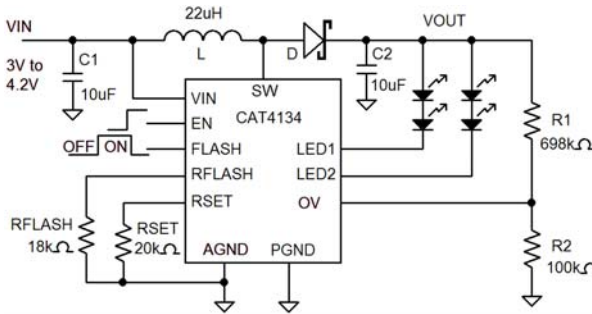 22uH
VIN
VOUT
L
D
C1
C2
3V to
4.2V
10uF
10uF
SW
VIN
CAT4134
EN
R1
OFF
ON
FLASH
LED1
698kΩ
RFLASH
LED2
RSET
OV
RFLASH
RSET
18kΩ
20kΩ
AGND
PGND
R2
100kΩ